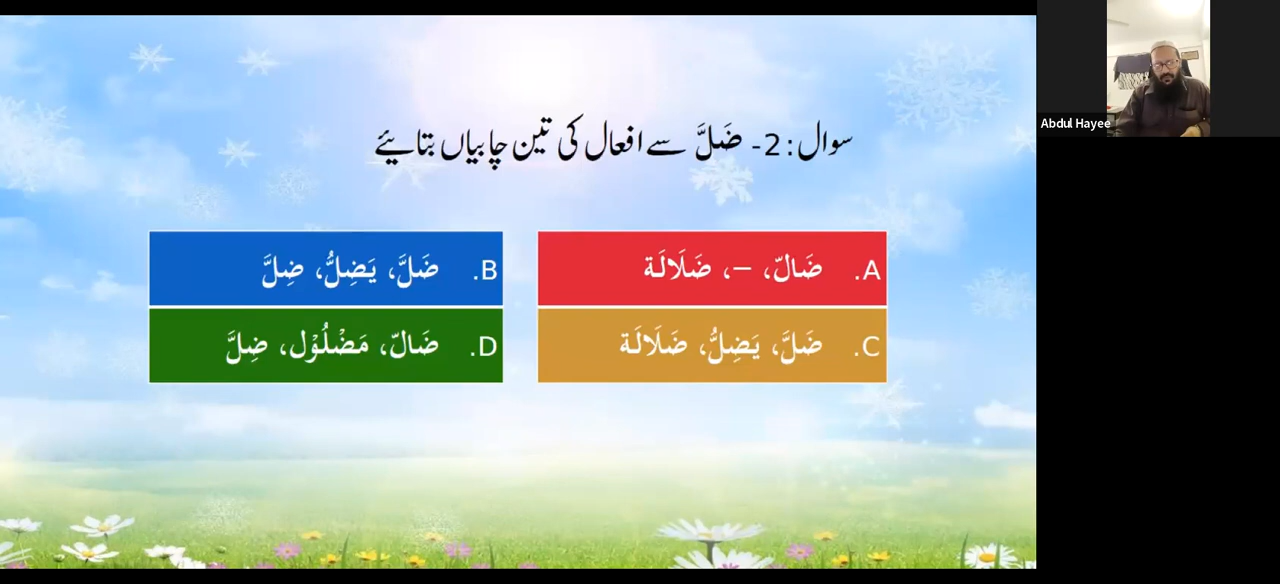 سوال: 2- ضَلَّ سے افعال کی تین چابیاں بتائیے
A. ضَالّ، –، ضَلَالَة
B. ضَلَّ، يَضِلُّ، ضِلَّ
C. ضَلَّ، يَضِلُّ، ضَلَالَة
D. ضَالّ، مَضْلُوْل، ضِلَّ
Abdul Hayee